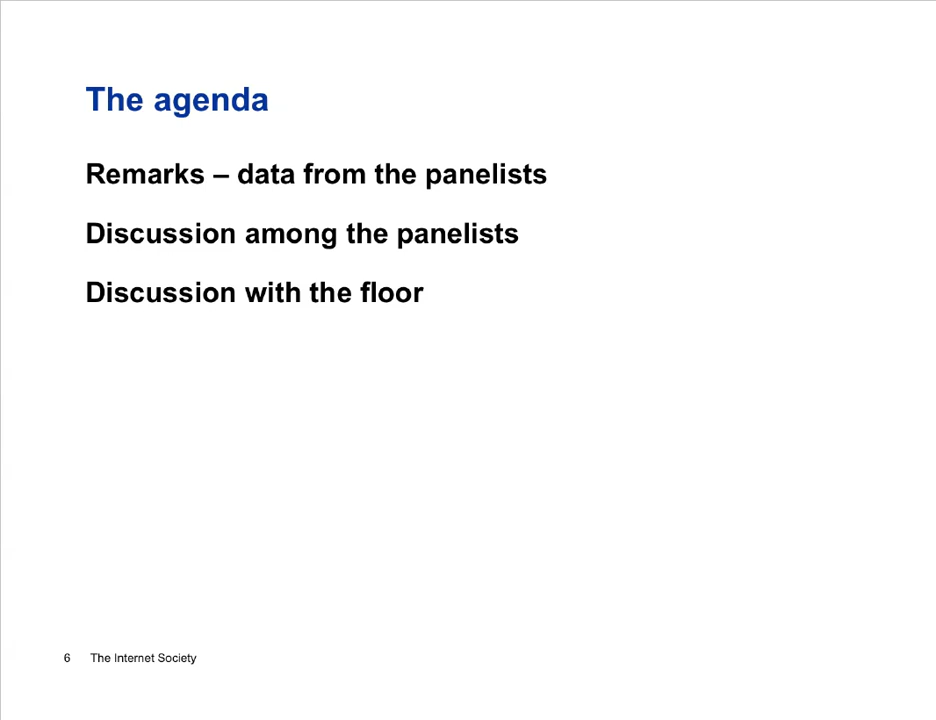 The agenda
Remarks – data from the panelists
Discussion among the panelists
Discussion with the floor
6 The Internet Society